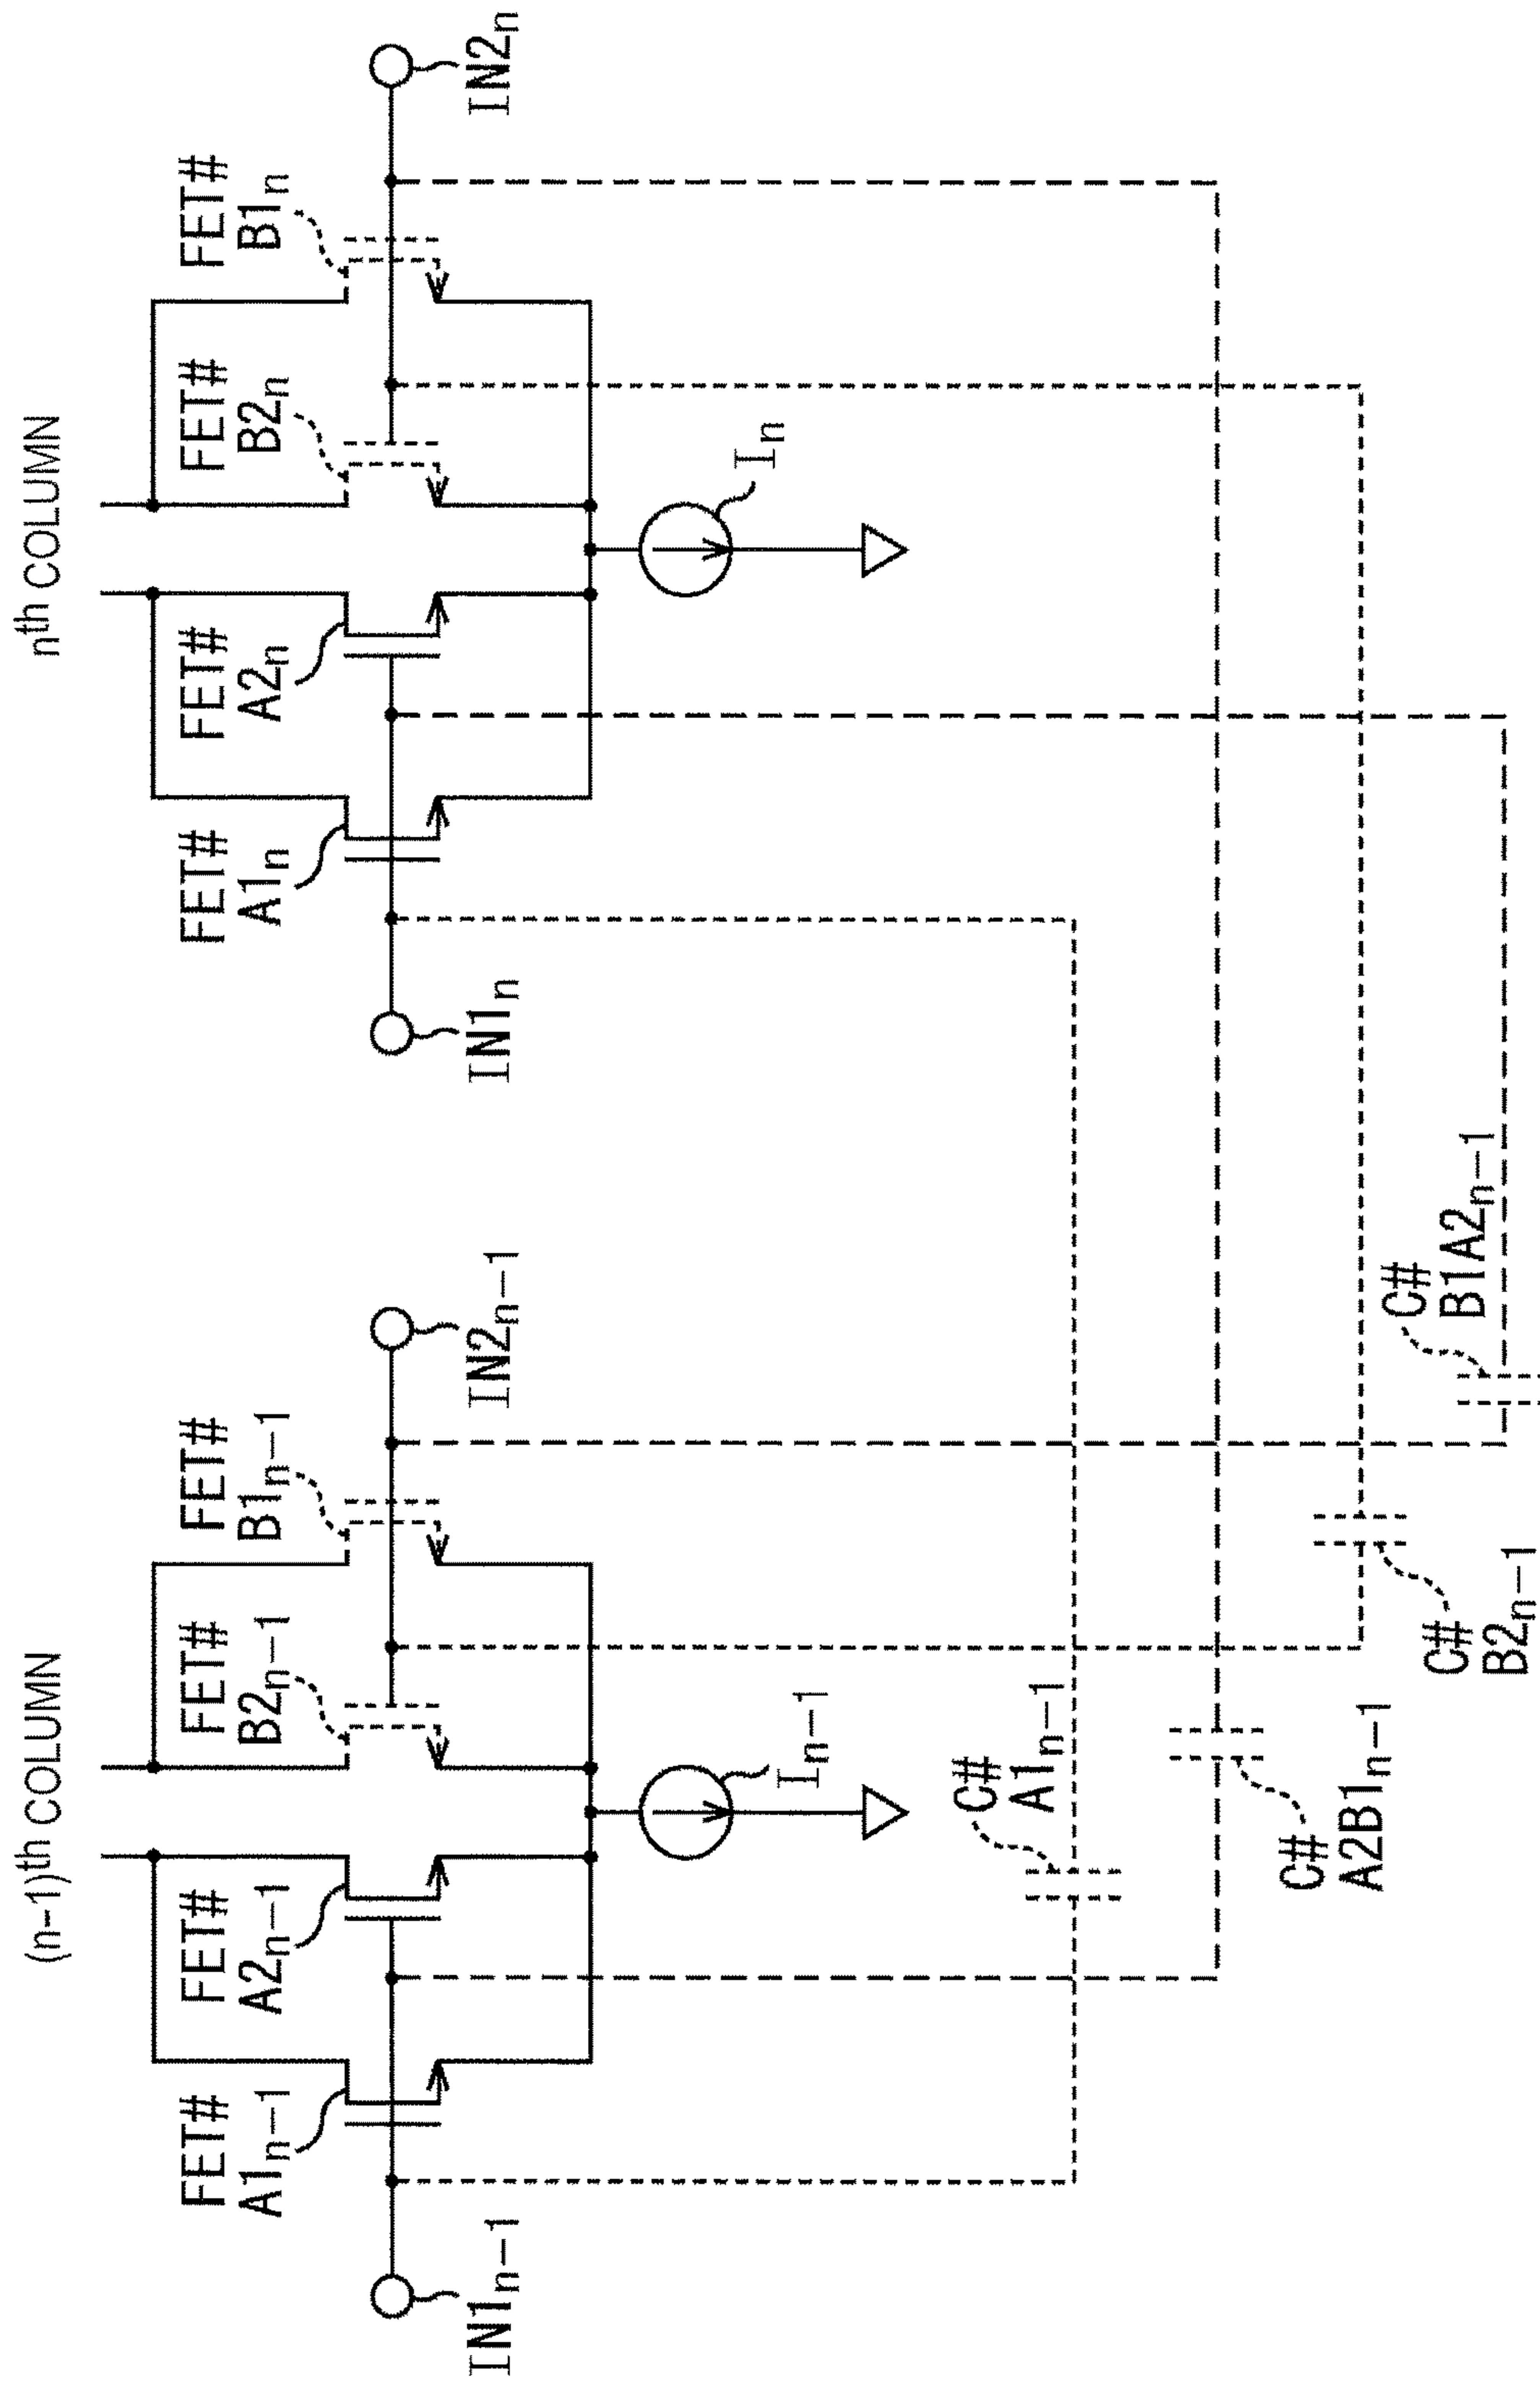 (n-1)th COLUMN
FET# A1n-1
FET# A2n-1
FET# B2n-1
FET# B1n-1
IN1n-1
IN2n-1
In-1
nth COLUMN
FET# A1n
FET# A2n
FET# B2n
FET# B1n
IN1n
IN2n
In
C# A1n-1
C# A2B1n-1
C# B2n-1
C# B1A2n-1